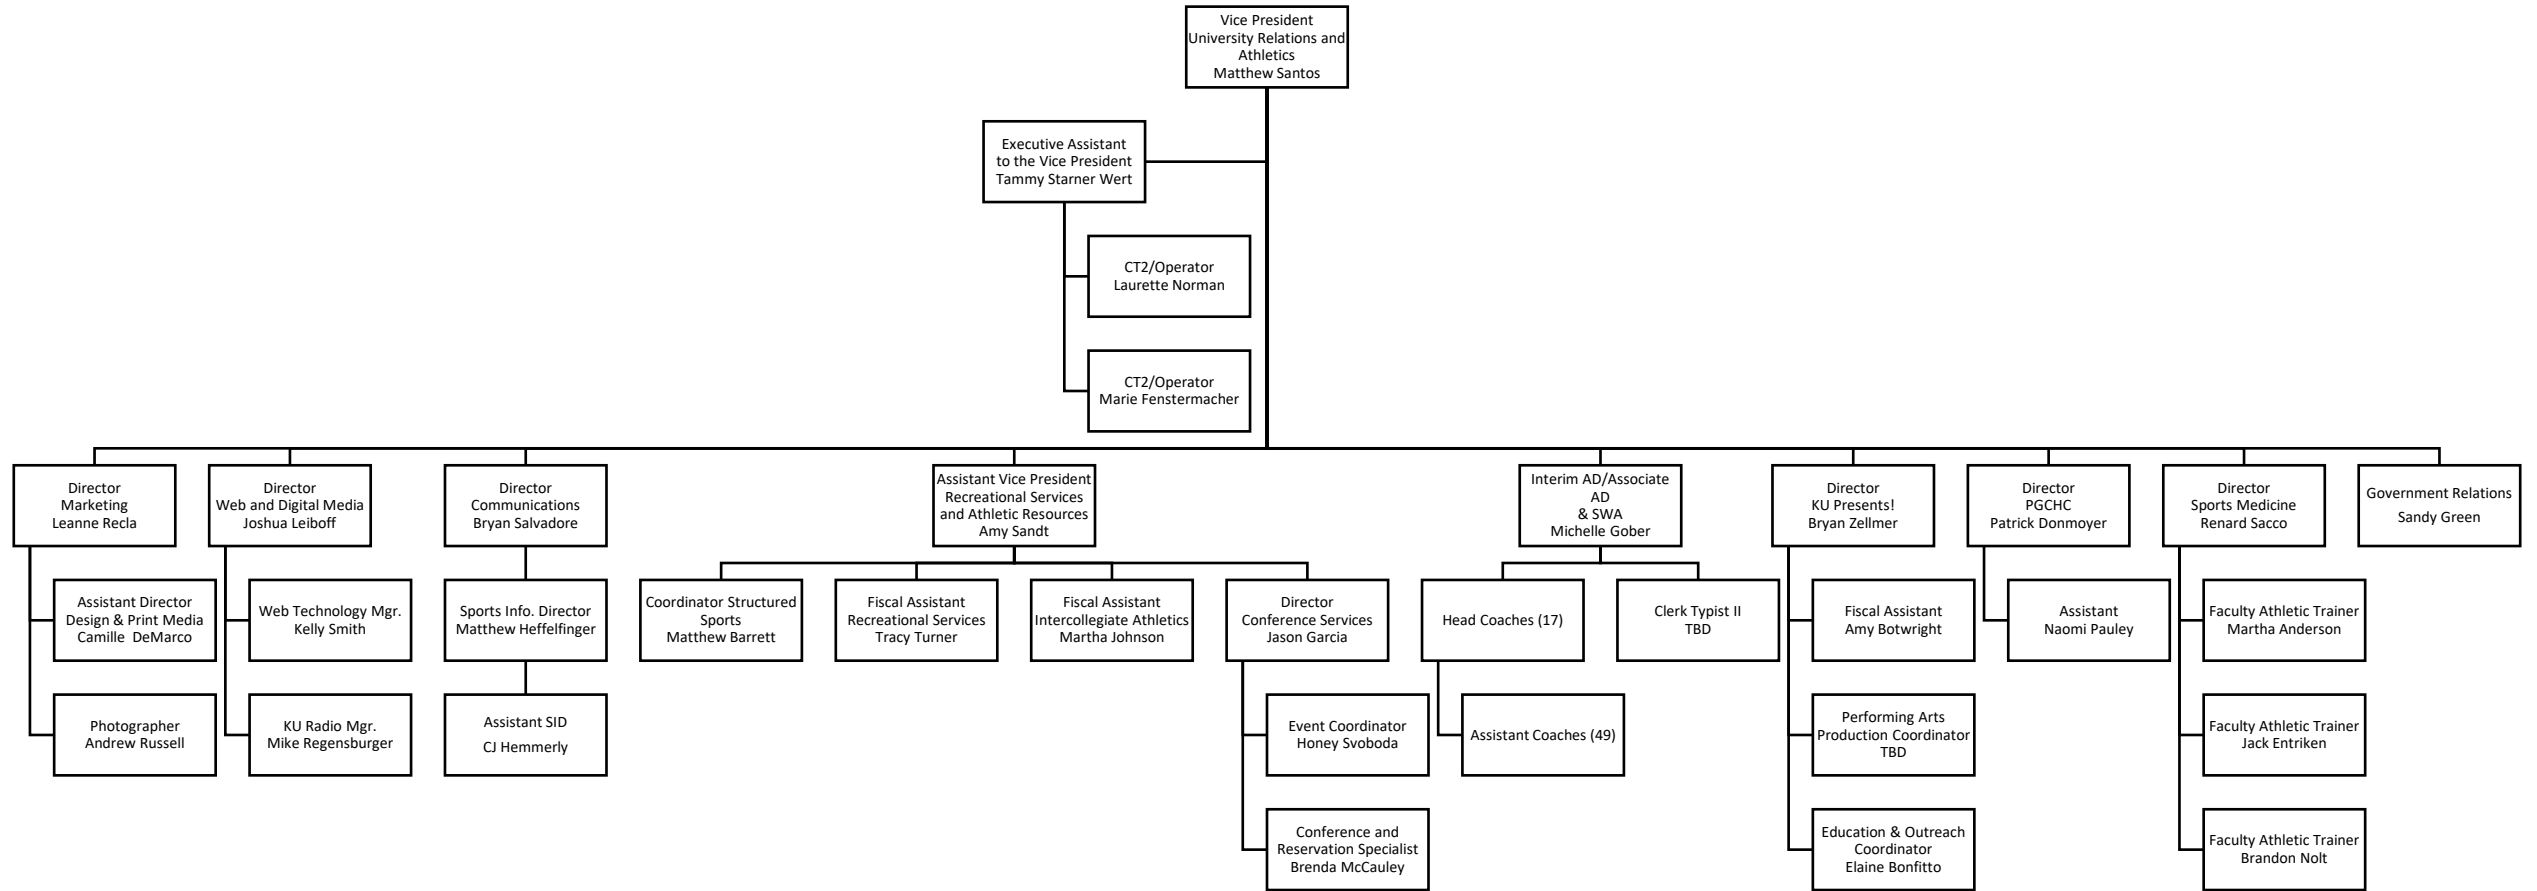 Vice President
University Relations and
Athletics
Matthew Santos
Executive Assistant
to the Vice President
Tammy Starner Wert
CT2/Operator
Laurette Norman
CT2/Operator
Marie Fenstermacher
Director
Marketing
Leanne Recla
Assistant Director
Design & Print Media
Camille  DeMarco
Photographer
Andrew Russell
Director
Web and Digital Media
Joshua Leiboff
Web Technology Mgr.
Kelly Smith
KU Radio Mgr.
Mike Regensburger
Director
Communications
Bryan Salvadore
Sports Info. Director
Matthew Heffelfinger
Assistant SID
CJ Hemmerly
Assistant Vice President
Recreational Services
and Athletic Resources
Amy Sandt
Coordinator Structured
Sports
Matthew Barrett
Fiscal Assistant
Recreational Services
Tracy Turner
Fiscal Assistant
Intercollegiate Athletics
Martha Johnson
Director
Conference Services
Jason Garcia
Event Coordinator
Honey Svoboda
Conference and
Reservation Specialist
Brenda McCauley
Interim AD/Associate
AD
& SWA
Michelle Gober
Head Coaches (17)
Assistant Coaches (49)
Clerk Typist II
TBD
Director
KU Presents!
Bryan Zellmer
Fiscal Assistant
Amy Botwright
Performing Arts
Production Coordinator
TBD
Education & Outreach
Coordinator
Elaine Bonfitto
Director
PGCHC
Patrick Donmoyer
Assistant
Naomi Pauley
Director
Sports Medicine
Renard Sacco
Faculty Athletic Trainer
Martha Anderson
Faculty Athletic Trainer
Jack Entriken
Faculty Athletic Trainer
Brandon Nolt
Government Relations
Sandy Green